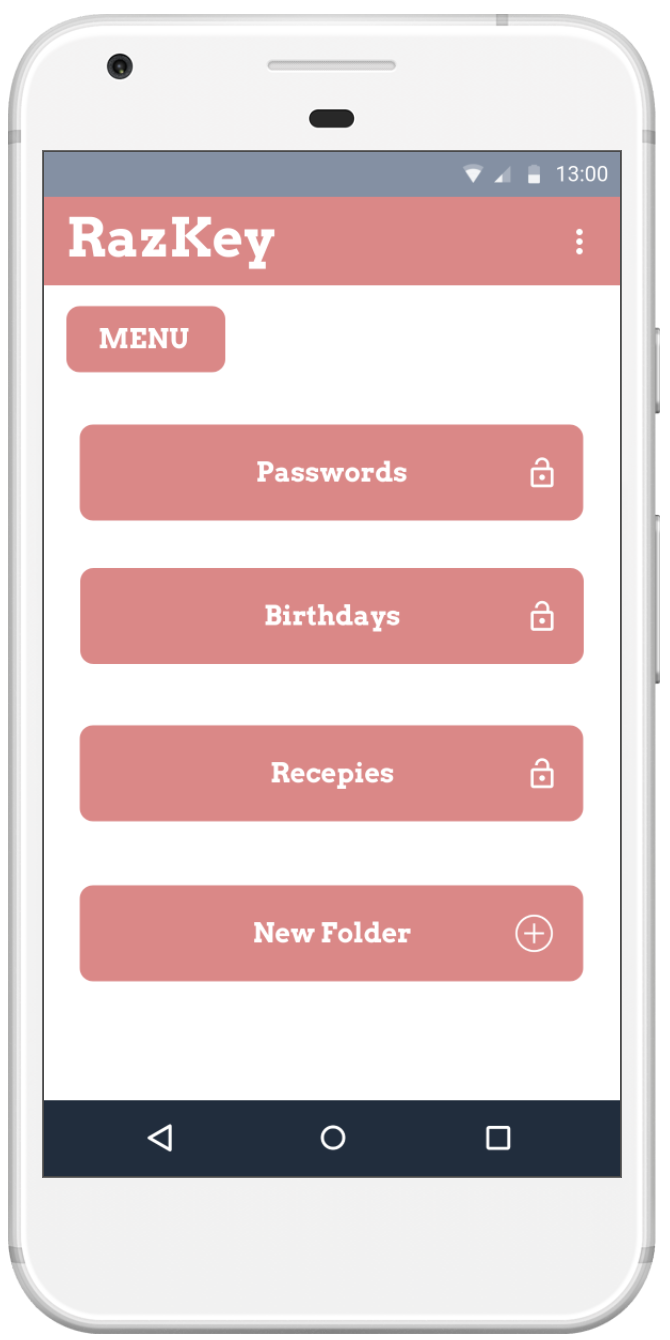 13:00
RazKey
MENU
Passwords
Birthdays
Recepies
New Folder